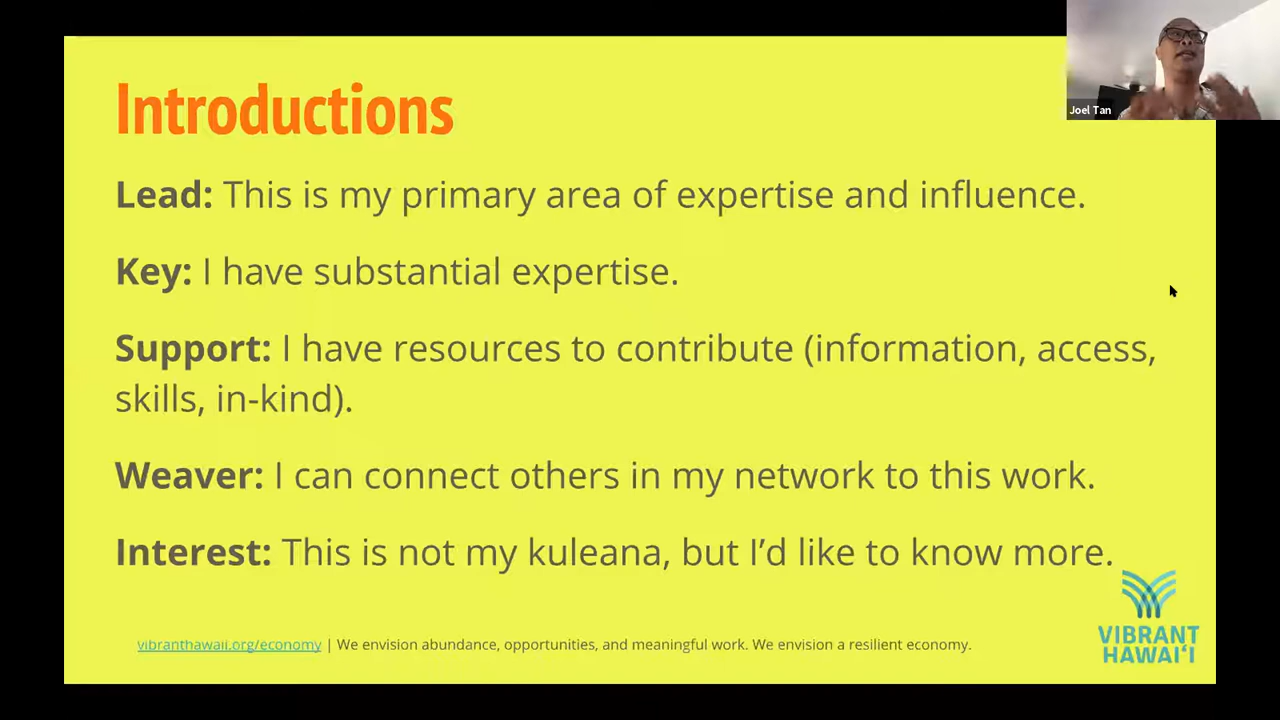 Introductions
Joel Tan
Lead: This is my primary area of expertise and influence.
Key: I have substantial expertise.
Support: I have resources to contribute (information, access,
skills, in-kind).
Weaver: I can connect others in my network to this work.
Interest: This is not my kuleana, but I’d like to know more.
vibranthawaii.org/economy | We envision abundance, opportunities, and meaningful work. We envision a resilient economy.
VIBRANT
HAWAIʻI